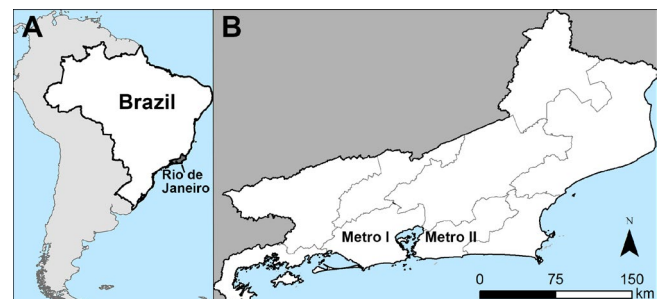 A
B
Brazil
Rio de
Janeiro
Metro I
Metro II
N
0 75 150
km